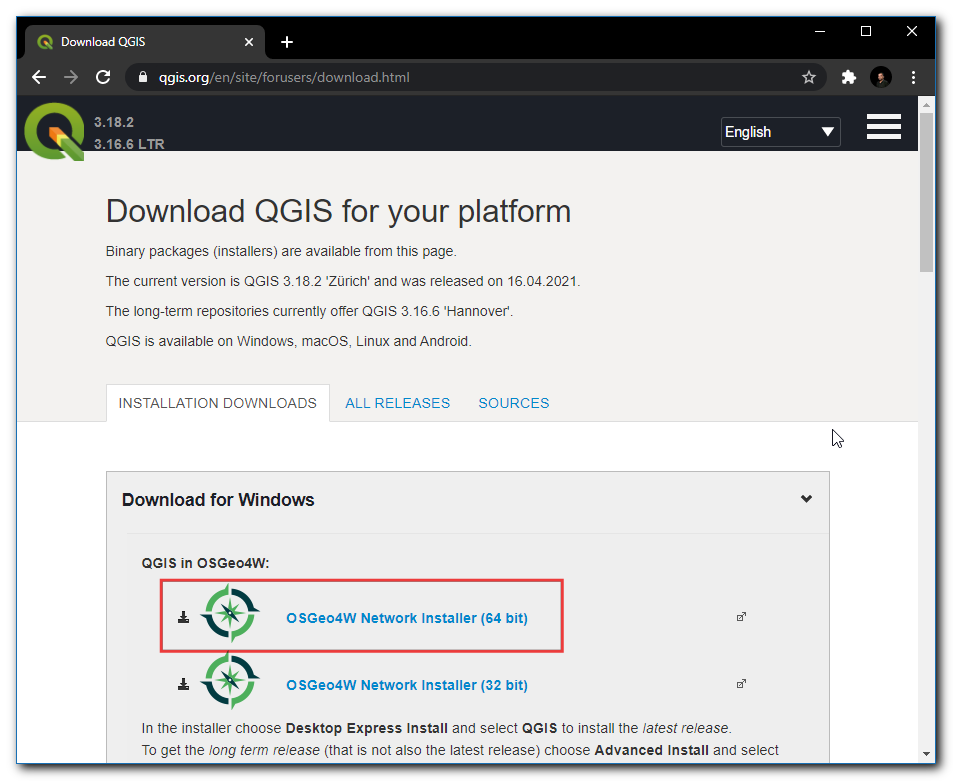 Download QGIS
qgis.org/en/site/forusers/download.html
3.18.2
3.16.6 LTR
English
Download QGIS for your platform
Binary packages (installers) are available from this page.
The current version is QGIS 3.18.2 'Zürich' and was released on 16.04.2021.
The long-term repositories currently offer QGIS 3.16.6 'Hannover'.
QGIS is available on Windows, macOS, Linux and Android.
INSTALLATION DOWNLOADS ALL RELEASES SOURCES
Download for Windows
QGIS in OSGeo4W:
OSGeo4W Network Installer (64 bit)
OSGeo4W Network Installer (32 bit)
In the installer choose Desktop Express Install and select QGIS to install the latest release.
To get the long term release (that is not also the latest release) choose Advanced Install and select